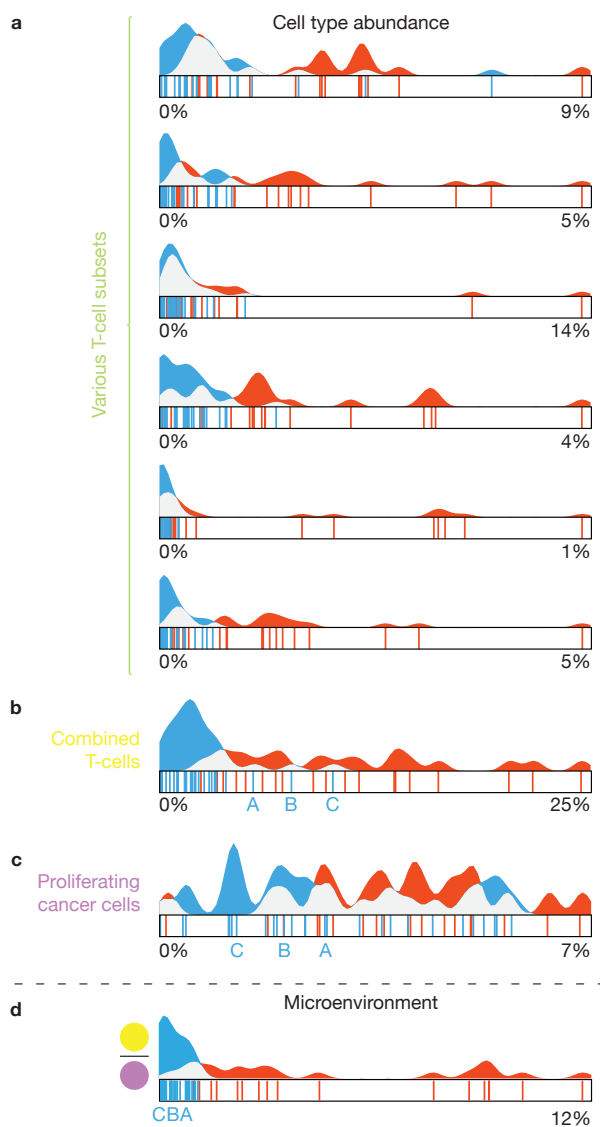 a
Cell type abundance
0% 9%
0% 5%
0% 14%
Various T-cell subsets
0% 4%
0% 1%
0% 5%
b
Combined
T-cells
0% A B C 25%
c
Proliferating
cancer cells
0% C B A 7%
Microenvironment
d
CBA 12%